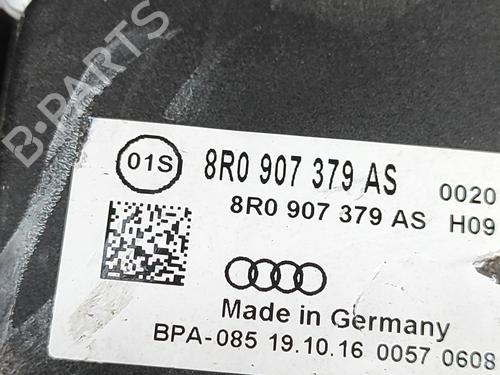 B-PARTS
01S
8R0 907 379 AS 0020
8R0 907 379 AS H09
Made in Germany
BPA-085 19.10.16 0057 0608